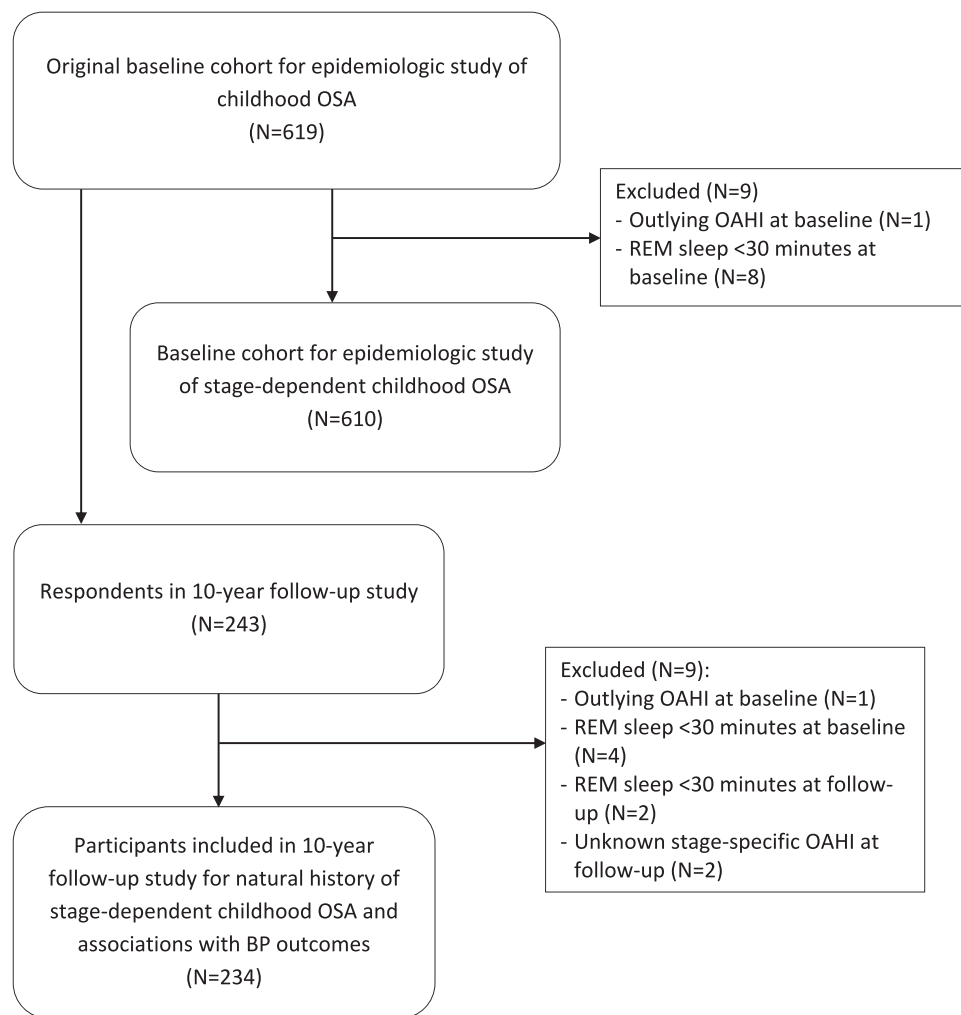 Original baseline cohort for epidemiologic study of
childhood OSA
(N=619)
Excluded (N=9)
- Outlying OAHI at baseline (N=1)
- REM sleep <30 minutes at
baseline (N=8)
Baseline cohort for epidemiologic study
of stage-dependent childhood OSA
(N=610)
Respondents in 10-year follow-up study
(N=243)
Excluded (N=9):
- Outlying OAHI at baseline (N=1)
- REM sleep <30 minutes at baseline
(N=4)
- REM sleep <30 minutes at follow-
up (N=2)
- Unknown stage-specific OAHI at
follow-up (N=2)
Participants included in 10-year
follow-up study for natural history of
stage-dependent childhood OSA and
associations with BP outcomes
(N=234)